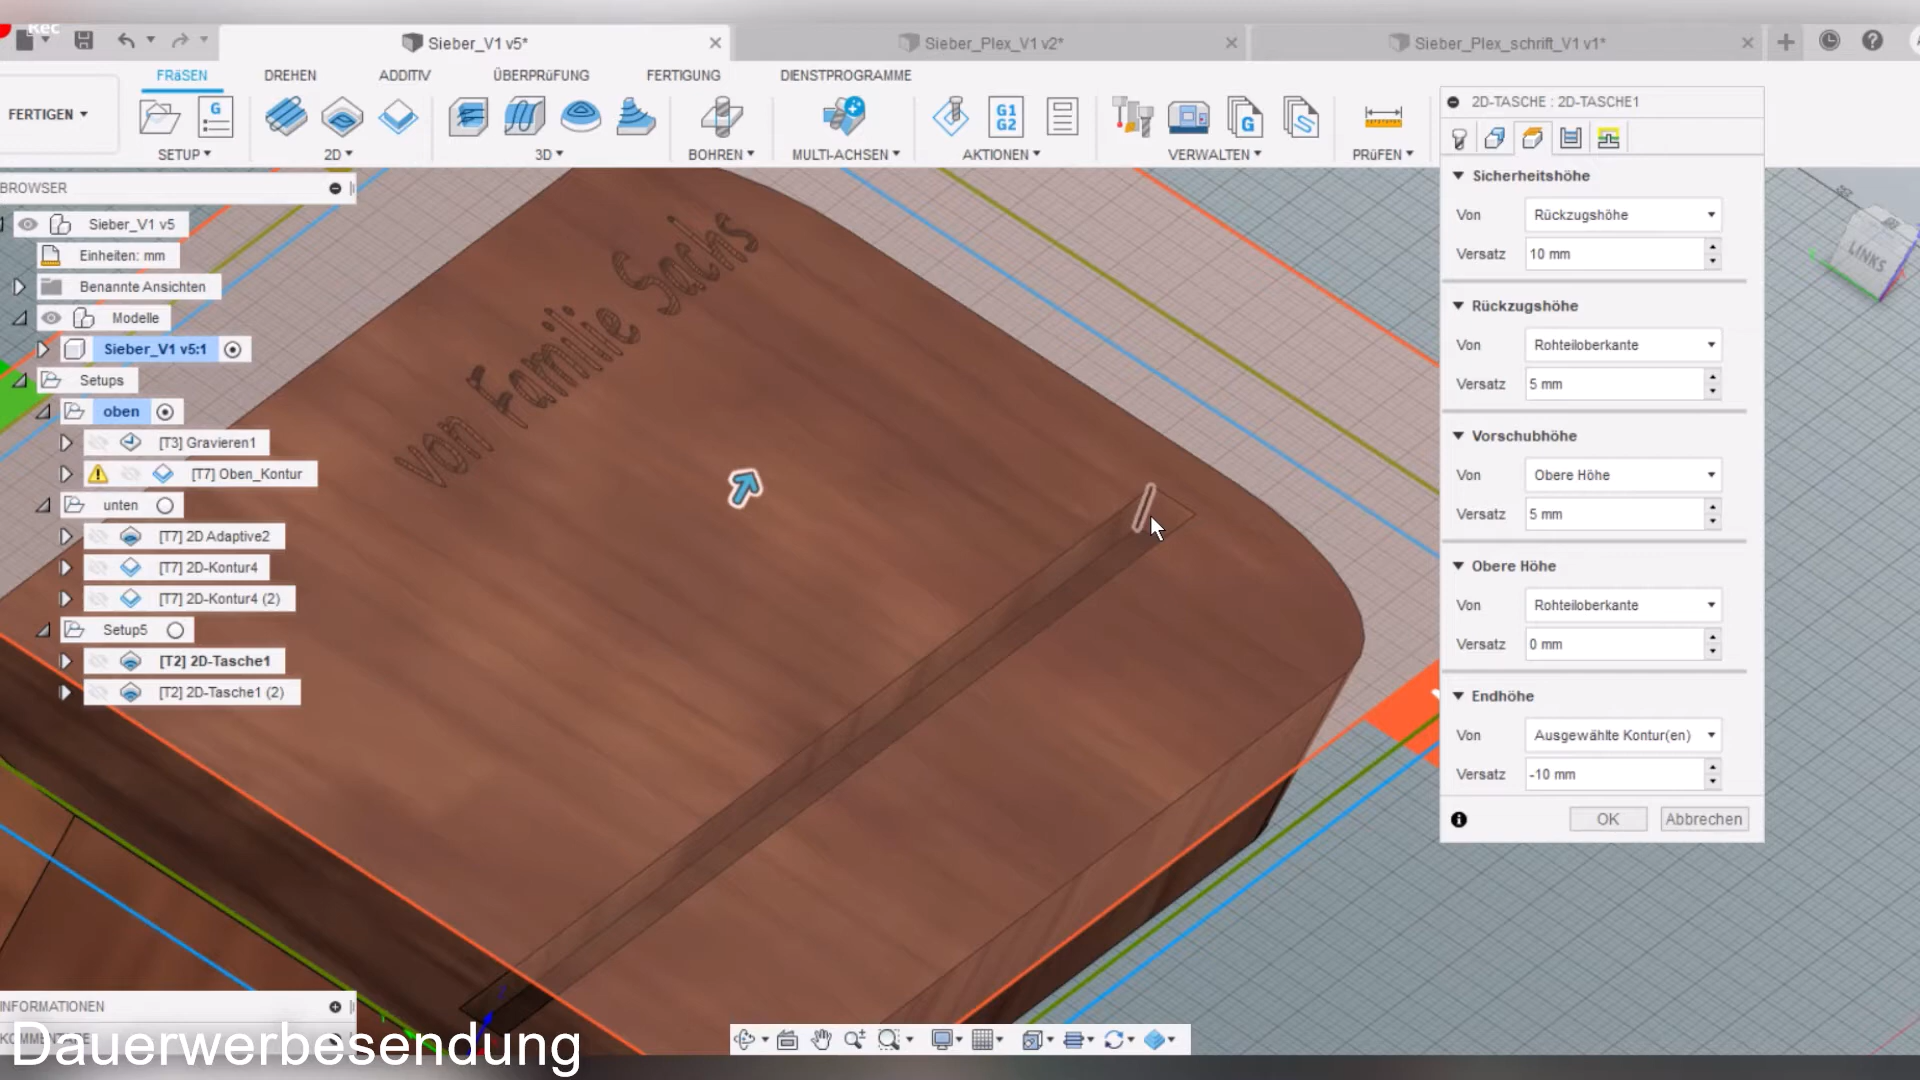 Rec
Sieber_V1 v5*
Sieber_Plex_V1 v2*
Sieber_Plex_schrift_V1 v1*
FRäSEN
DREHEN
ADDITIV
ÜBERPRüFUNG
FERTIGUNG
DIENSTPROGRAMME
FERTIGEN
G
G1
G2
G
SETUP
2D
3D
BOHREN
MULTI-ACHSEN
AKTIONEN
VERWALTEN
PRüFEN
BROWSER
Sieber_V1 v5
Einheiten: mm
Benannte Ansichten
Modelle
Sieber_V1 v5:1
Setups
oben
[T3] Gravieren1
[T7] Oben_Kontur
unten
[T7] 2D Adaptive2
[T7] 2D-Kontur4
[T7] 2D-Kontur4 (2)
Setup5
[T2] 2D-Tasche1
[T2] 2D-Tasche1 (2)
von Familie Sachs
LINKS
2D-TASCHE : 2D-TASCHE1
Sicherheitshöhe
Von Rückzugshöhe
Versatz 10 mm
Rückzugshöhe
Von Rohteiloberkante
Versatz 5 mm
Vorschubhöhe
Von Obere Höhe
Versatz 5 mm
Obere Höhe
Von Rohteiloberkante
Versatz 0 mm
Endhöhe
Von Ausgewählte Kontur(en)
Versatz -10 mm
OK Abbrechen
INFORMATIONEN
KOMMENTARE
Dauerwerbesendung